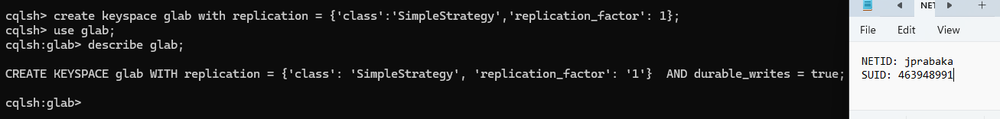 cqlsh> create keyspace glab with replication = {'class':'SimpleStrategy','replication_factor': 1};
cqlsh> use glab;
cqlsh:glab> describe glab;
CREATE KEYSPACE glab WITH replication = {'class': 'SimpleStrategy', 'replication_factor': '1'}  AND durable_writes = true;
cqlsh:glab>
NET
File Edit View
NETID: jprabaka
SUID: 463948991